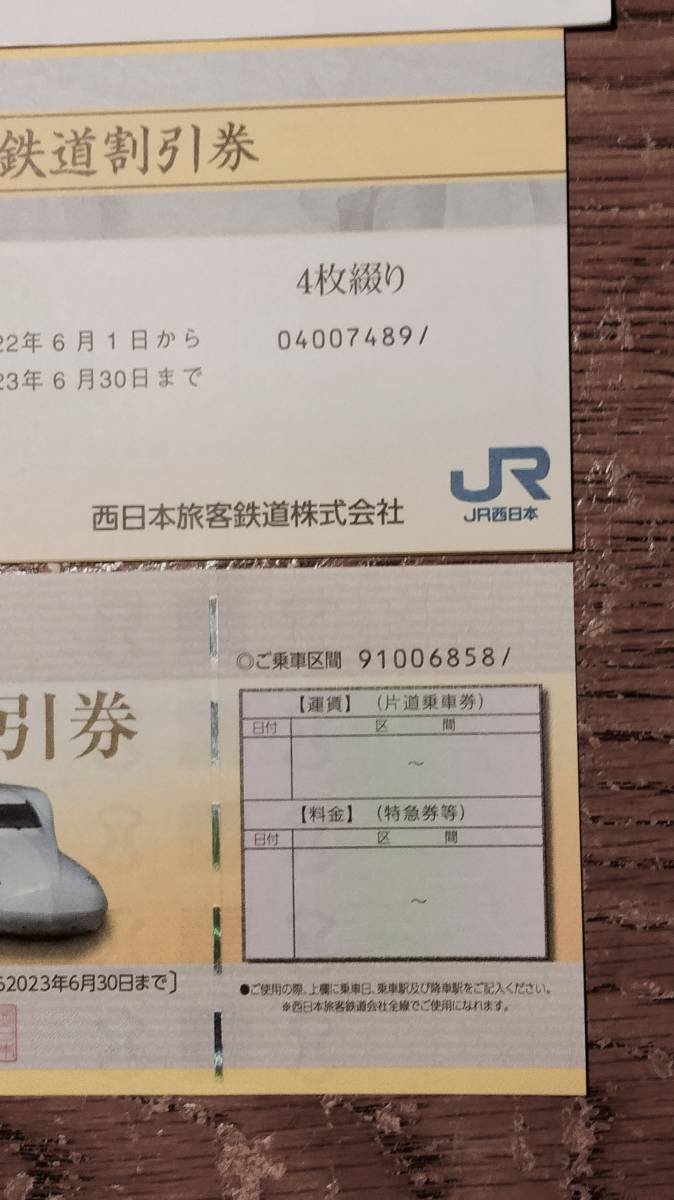 鉄道割引券
4枚綴り
22年6月1日から
04007489/
23年6月30日まで
JR
JR西日本
西日本旅客鉄道株式会社
◎ご乗車区間 91006858/
引券
【運賃】（片道乗車券）
日付 区間
～
【料金】（特急券等）
日付 区間
～
2023年6月30日まで〕
●ご使用の際、上欄に乗車日、乗車駅及び降車駅をご記入ください。
※西日本旅客鉄道会社全線でご使用になれます。